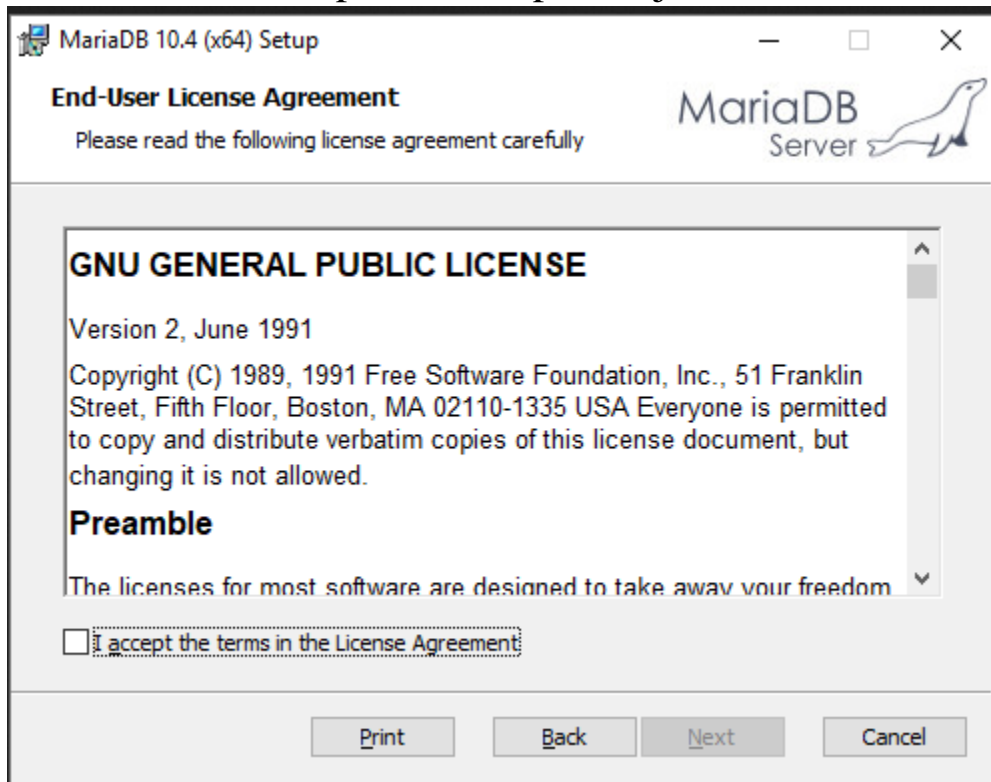 MariaDB 10.4 (x64) Setup
End-User License Agreement
Please read the following license agreement carefully
MariaDB
Server
GNU GENERAL PUBLIC LICENSE
Version 2, June 1991
Copyright (C) 1989, 1991 Free Software Foundation, Inc., 51 Franklin
Street, Fifth Floor, Boston, MA 02110-1335 USA Everyone is permitted
to copy and distribute verbatim copies of this license document, but
changing it is not allowed.
Preamble
The licenses for most software are designed to take away your freedom
I accept the terms in the License Agreement
Print
Back
Next
Cancel